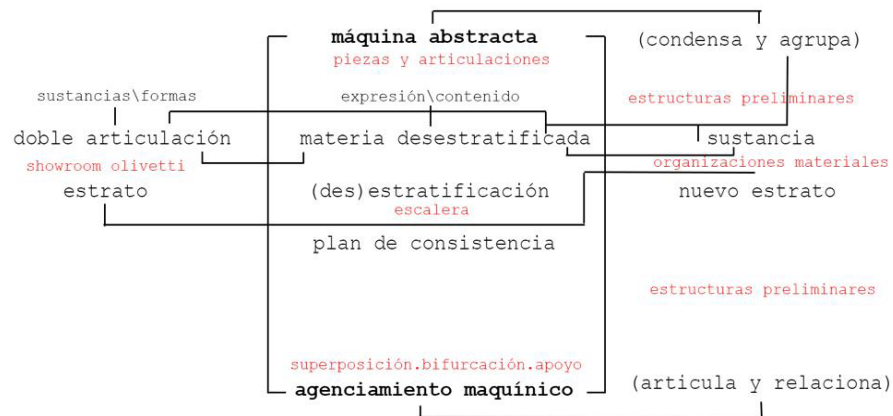 máquina abstracta (condensa y agrupa)
piezas y articulaciones
sustancias\formas expresión\contenido estructuras preliminares
doble articulación materia desestratificada sustancia
showroom olivetti organizaciones materiales
estrato (des)estratificación nuevo estrato
escalera
plan de consistencia
estructuras preliminares
superposición.bifurcación.apoyo
agenciamiento maquínico (articula y relaciona)